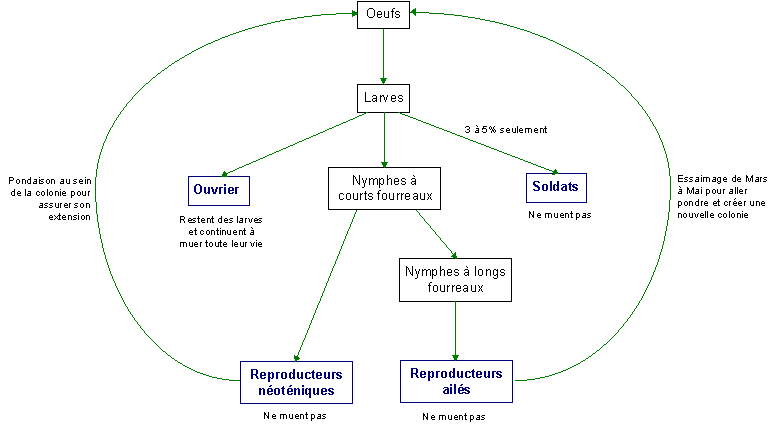 Oeufs
Larves
3 à 5% seulement
Pondaison au sein
de la colonie pour
assurer son
extension
Ouvrier
Restent des larves
et continuent à
muer toute leur vie
Nymphes à
courts fourreaux
Soldats
Ne muent pas
Essaimage de Mars
à Mai pour aller
pondre et créer une
nouvelle colonie
Nymphes à longs
fourreaux
Reproducteurs
néoténiques
Ne muent pas
Reproducteurs
ailés
Ne muent pas